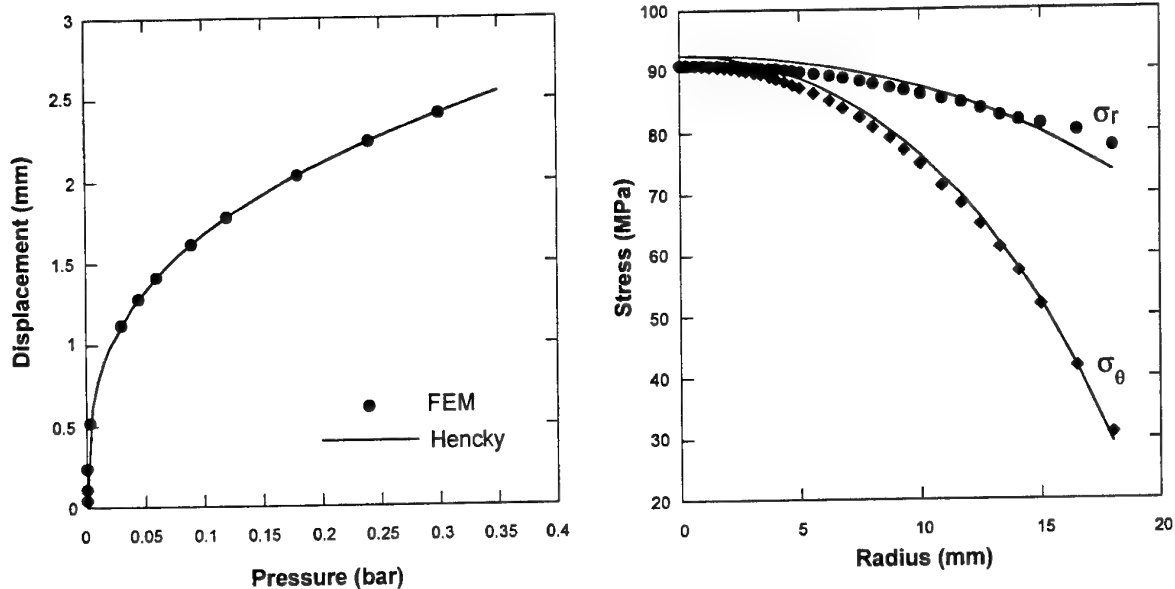 3
2.5
2
1.5
1
0.5
0
Displacement (mm)
FEM
Hencky
0 0.05 0.1 0.15 0.2 0.25 0.3 0.35 0.4
Pressure (bar)
100
90
80
70
60
50
40
30
20
Stress (MPa)
σr
σθ
0 5 10 15 20
Radius (mm)